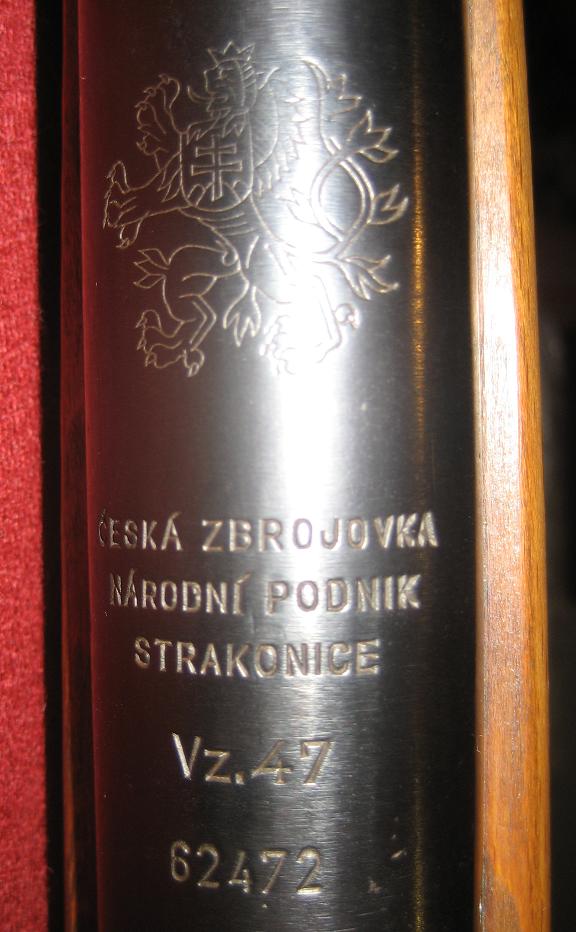 ČESKÁ ZBROJOVKA
NÁRODNÍ PODNIK
STRAKONICE
Vz.47
62472